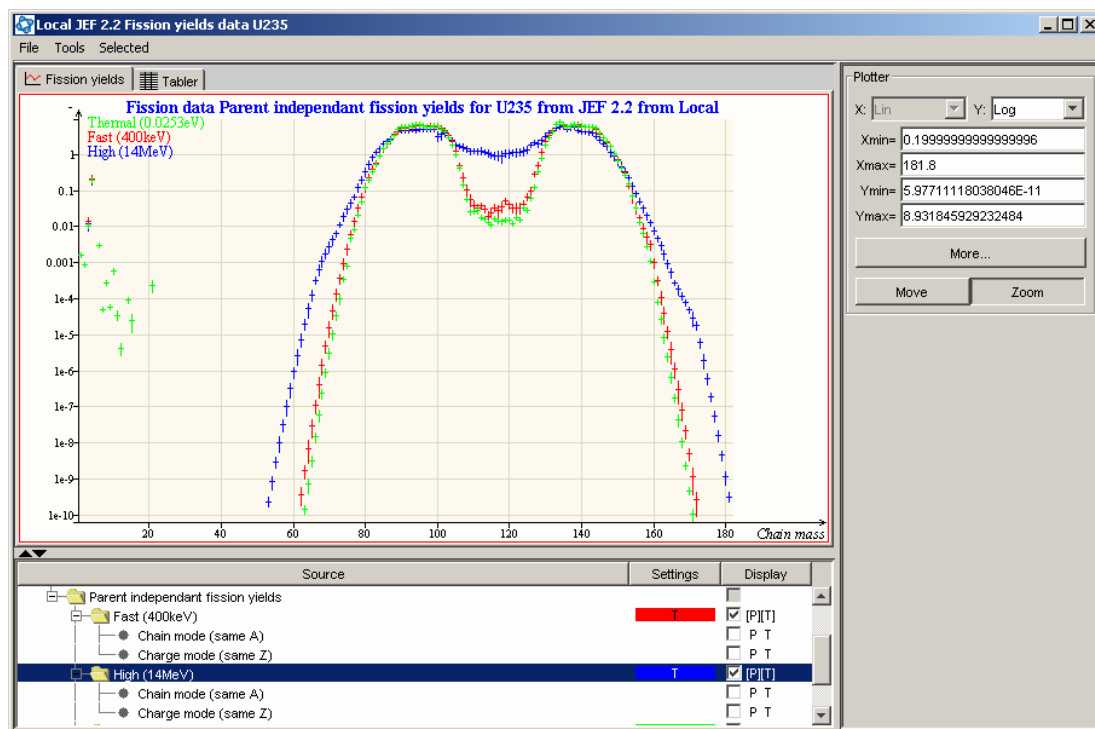 Local JEF 2.2 Fission yields data U235
File Tools Selected
Fission yields Tabler
Fission data Parent independant fission yields for U235 from JEF 2.2 from Local
Thermal (0.0253eV)
Fast (400keV)
High (14MeV)
1
0.1
0.01
0.001
1e-4
1e-5
1e-6
1e-7
1e-8
1e-9
1e-10
20 40 60 80 100 120 140 160 180 Chain mass
Plotter
X: Lin Y: Log
Xmin= 0.19999999999999996
Xmax= 181.8
Ymin= 5.97711118038046E-11
Ymax= 8.931845929232484
More...
Move Zoom
Source Settings Display
Parent independant fission yields
Fast (400keV) T [P][T]
Chain mode (same A) P T
Charge mode (same Z) P T
High (14MeV) T [P][T]
Chain mode (same A) P T
Charge mode (same Z) P T